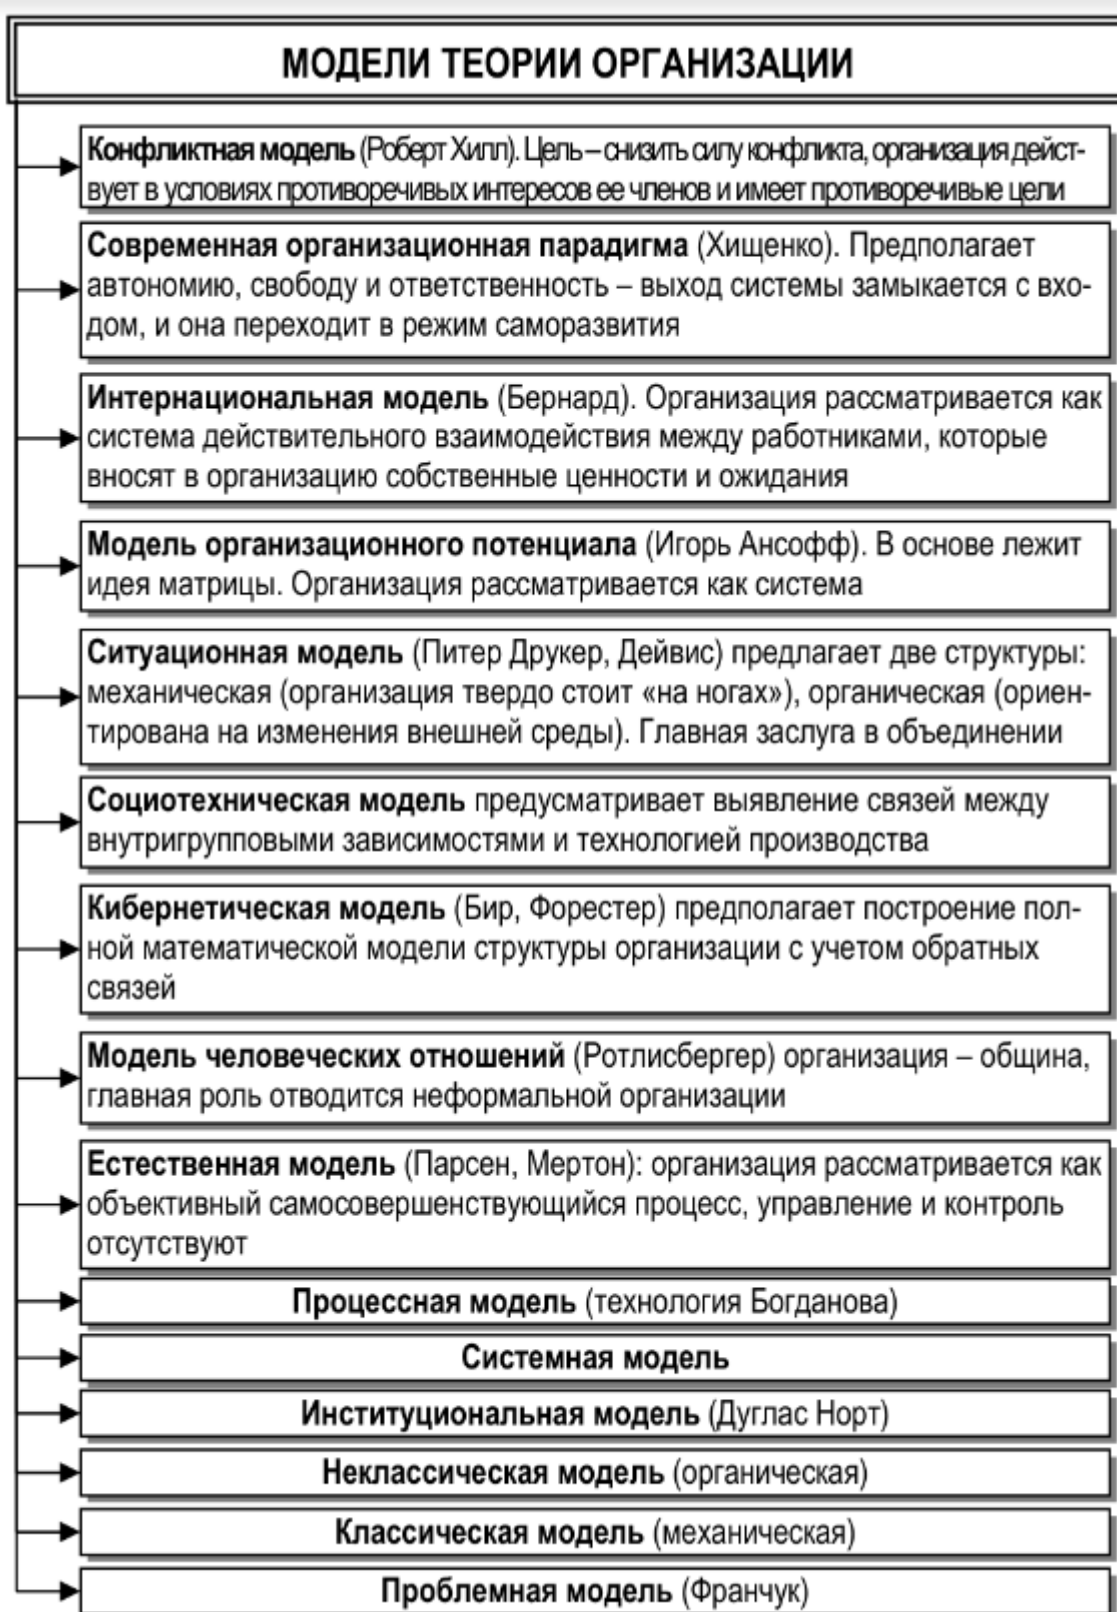 МОДЕЛИ ТЕОРИИ ОРГАНИЗАЦИИ
Конфликтная модель (Роберт Хилл). Цель – снизить силу конфликта, организация дейст-
вует в условиях противоречивых интересов ее членов и имеет противоречивые цели
Современная организационная парадигма (Хищенко). Предполагает
автономию, свободу и ответственность – выход системы замыкается с вхо-
дом, и она переходит в режим саморазвития
Интернациональная модель (Бернард). Организация рассматривается как
система действительного взаимодействия между работниками, которые
вносят в организацию собственные ценности и ожидания
Модель организационного потенциала (Игорь Ансофф). В основе лежит
идея матрицы. Организация рассматривается как система
Ситуационная модель (Питер Друкер, Дейвис) предлагает две структуры:
механическая (организация твердо стоит «на ногах»), органическая (ориен-
тирована на изменения внешней среды). Главная заслуга в объединении
Социотехническая модель предусматривает выявление связей между
внутригрупповыми зависимостями и технологией производства
Кибернетическая модель (Бир, Форестер) предполагает построение пол-
ной математической модели структуры организации с учетом обратных
связей
Модель человеческих отношений (Ротлисбергер) организация – община,
главная роль отводится неформальной организации
Естественная модель (Парсен, Мертон): организация рассматривается как
объективный самосовершенствующийся процесс, управление и контроль
отсутствуют
Процессная модель (технология Богданова)
Системная модель
Институциональная модель (Дуглас Норт)
Неклассическая модель (органическая)
Классическая модель (механическая)
Проблемная модель (Франчук)